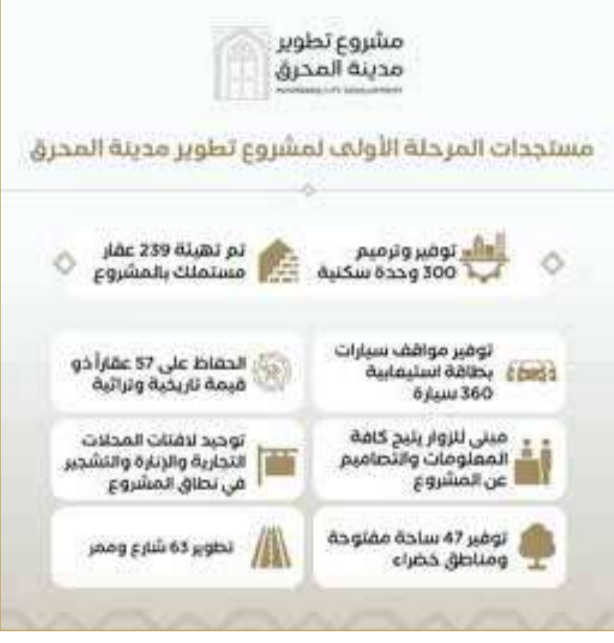 مشروع تطوير
مدينة المحرق
MUHARRAQ CITY DEVELOPMENT
مستجدات المرحلة الأولى لمشروع تطوير مدينة المحرق
توفير وترميم
300 وحدة سكنية
تم تهيئة 239 عقار
مستملك بالمشروع
توفير مواقف سيارات
بطاقة استيعابية
360 سيارة
الحفاظ على 57 عقاراً ذو
قيمة تاريخية وتراثية
مبنى للزوار يتيح كافة
المعلومات والتصاميم
عن المشروع
توحيد لافتات المحلات
التجارية والإنارة والتشجير
في نطاق المشروع
توفير 47 ساحة مفتوحة
ومناطق خضراء
تطوير 63 شارع وممر